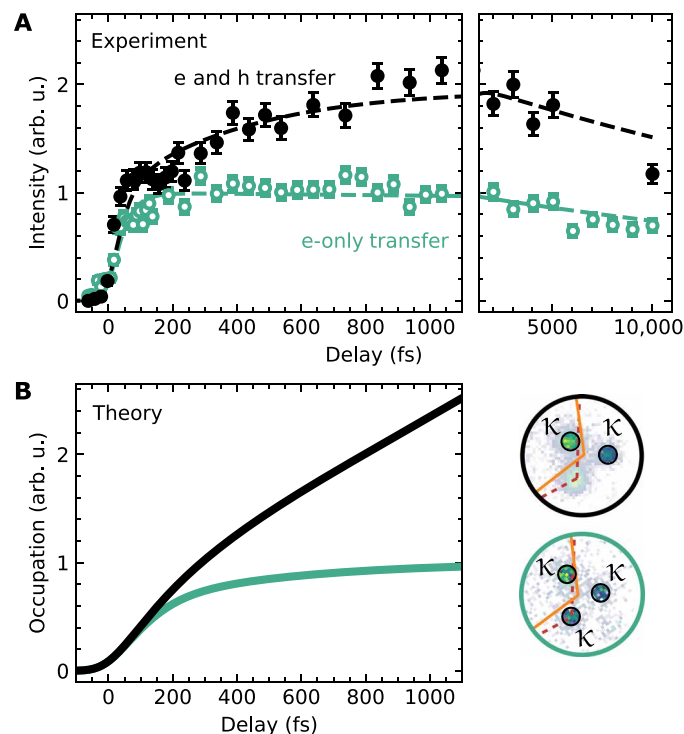 A
Experiment
e and h transfer
e-only transfer
Intensity (arb. u.)
2
1
0
0 200 400 600 800 1000
5000 10,000
Delay (fs)
B
Theory
Occupation (arb. u.)
2
1
0
0 200 400 600 800 1000
Delay (fs)
κ κ
κ κ
κ